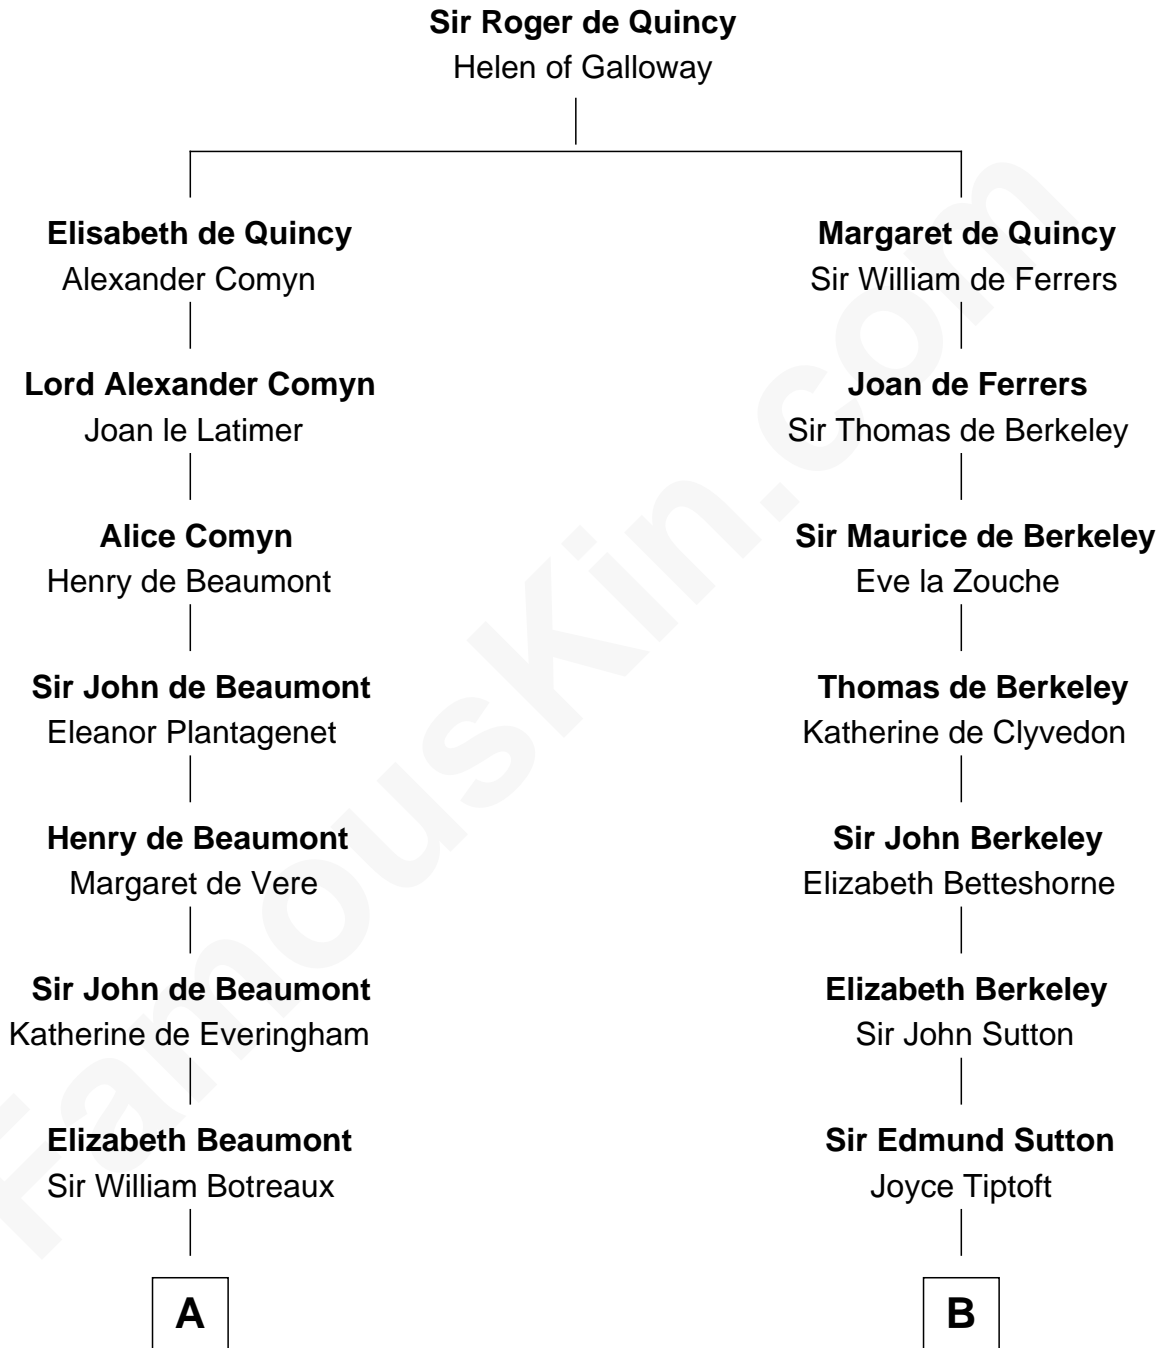 Sir Roger de Quincy
Helen of Galloway
Elisabeth de Quincy
Alexander Comyn
Lord Alexander Comyn
Joan le Latimer
Alice Comyn
Henry de Beaumont
Sir John de Beaumont
Eleanor Plantagenet
Henry de Beaumont
Margaret de Vere
Sir John de Beaumont
Katherine de Everingham
Elizabeth Beaumont
Sir William Botreaux
A
Margaret de Quincy
Sir William de Ferrers
Joan de Ferrers
Sir Thomas de Berkeley
Sir Maurice de Berkeley
Eve la Zouche
Thomas de Berkeley
Katherine de Clyvedon
Sir John Berkeley
Elizabeth Betteshorne
Elizabeth Berkeley
Sir John Sutton
Sir Edmund Sutton
Joyce Tiptoft
B
FamousKin.com